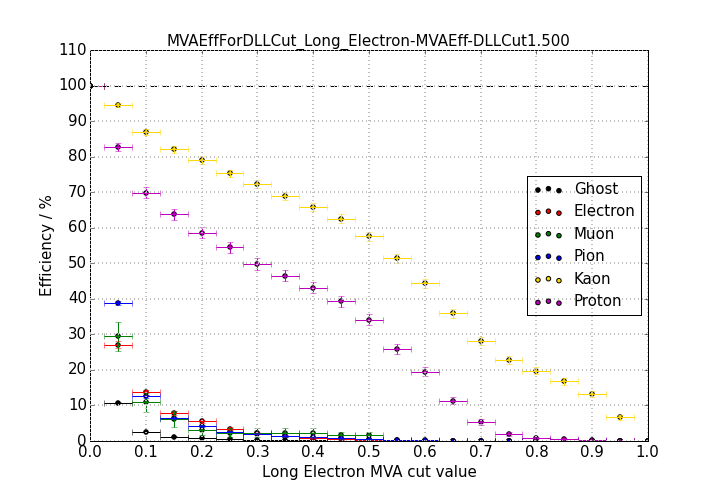 MVAEffForDLLCut_Long_Electron-MVAEff-DLLCut1.500
110
100
90
80
70
60
50
40
30
20
10
0
Efficiency / %
Ghost
Electron
Muon
Pion
Kaon
Proton
0.0 0.1 0.2 0.3 0.4 0.5 0.6 0.7 0.8 0.9 1.0
Long Electron MVA cut value